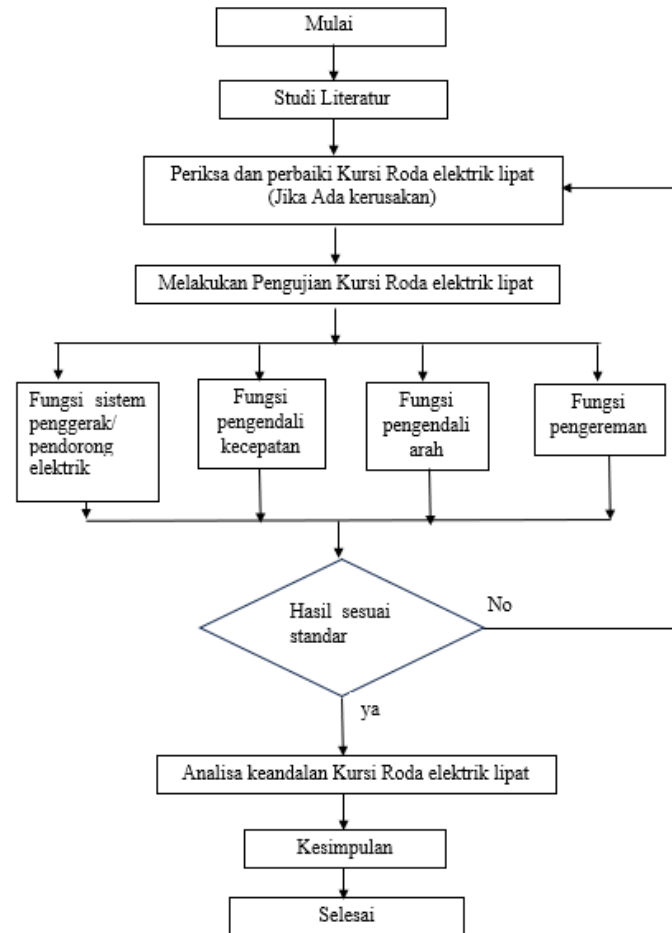 Mulai
Studi Literatur
Periksa dan perbaiki Kursi Roda elektrik lipat
(Jika Ada kerusakan)
Melakukan Pengujian Kursi Roda elektrik lipat
Fungsi sistem
penggerak/
pendorong
elektrik
Fungsi
pengendali
kecepatan
Fungsi
pengendali
arah
Fungsi
pengereman
Hasil sesuai
standar
No
ya
Analisa keandalan Kursi Roda elektrik lipat
Kesimpulan
Selesai